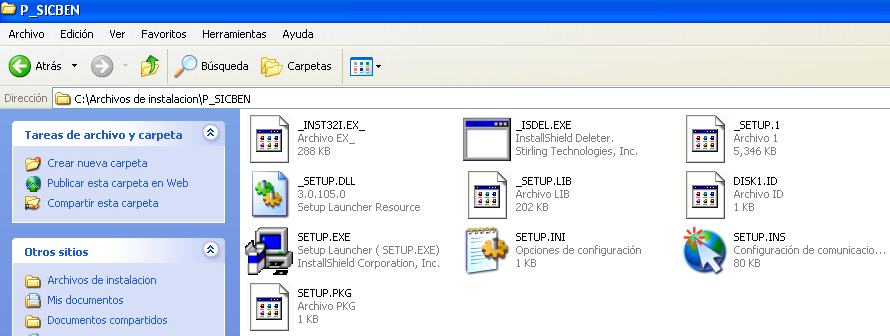 P_SICBEN
Archivo Edición Ver Favoritos Herramientas Ayuda
Atrás Búsqueda Carpetas
Dirección C:\Archivos de instalacion\P_SICBEN
Tareas de archivo y carpeta
Crear nueva carpeta
Publicar esta carpeta en Web
Compartir esta carpeta
Otros sitios
Archivos de instalacion
Mis documentos
Documentos compartidos
_INST32I.EX_
Archivo EX_
288 KB
_ISDEL.EXE
InstallShield Deleter.
Stirling Technologies, Inc.
_SETUP.1
Archivo 1
5,346 KB
_SETUP.DLL
3.0.105.0
Setup Launcher Resource
_SETUP.LIB
Archivo LIB
202 KB
DISK1.ID
Archivo ID
1 KB
SETUP.EXE
Setup Launcher ( SETUP.EXE)
InstallShield Corporation, Inc.
SETUP.INI
Opciones de configuración
1 KB
SETUP.INS
Configuración de comunicacio...
80 KB
SETUP.PKG
Archivo PKG
1 KB